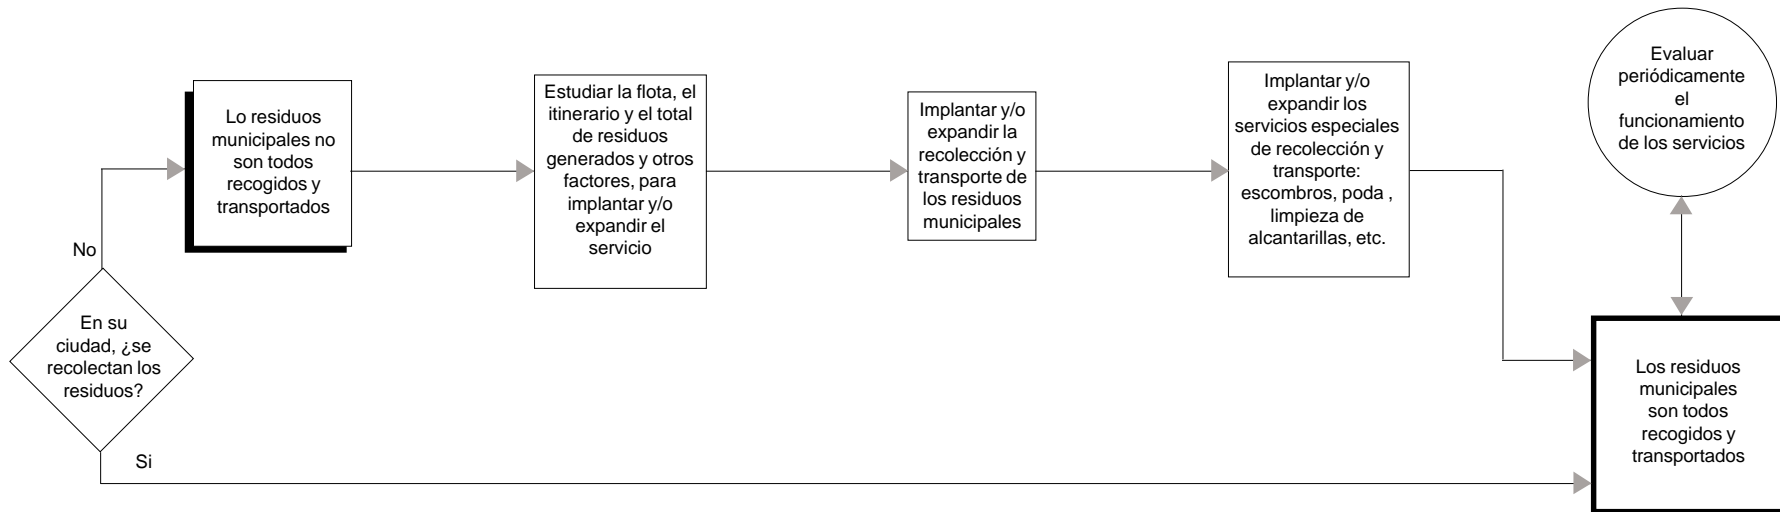 En su
ciudad, ¿se
recolectan los
residuos?
No
Lo residuos
municipales no
son todos
recogidos y
transportados
Estudiar la flota, el
itinerario y el total
de residuos
generados y otros
factores, para
implantar y/o
expandir el
servicio
Implantar y/o
expandir la
recolección y
transporte de
los residuos
municipales
Implantar y/o
expandir los
servicios especiales
de recolección y
transporte:
escombros, poda ,
limpieza de
alcantarillas, etc.
Evaluar
periódicamente
el
funcionamiento
de los servicios
Si
Los residuos
municipales
son todos
recogidos y
transportados